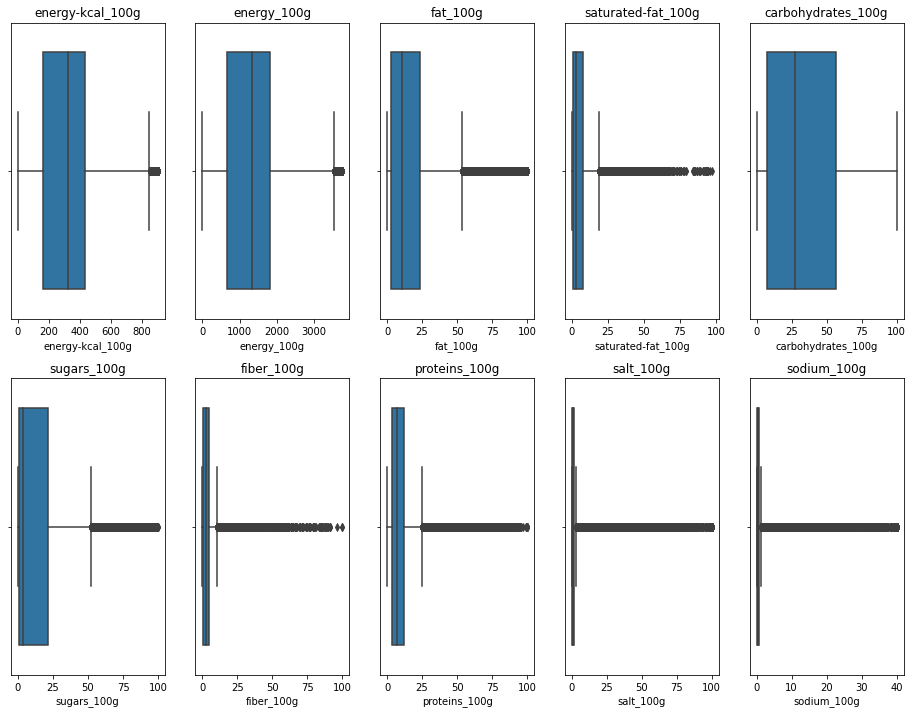 energy-kcal_100g energy_100g fat_100g saturated-fat_100g carbohydrates_100g
0 200 400 600 800 0 1000 2000 3000 0 25 50 75 100 0 25 50 75 100 0 25 50 75 100
energy-kcal_100g energy_100g fat_100g saturated-fat_100g carbohydrates_100g
sugars_100g fiber_100g proteins_100g salt_100g sodium_100g
0 25 50 75 100 0 25 50 75 100 0 25 50 75 100 0 25 50 75 100 0 10 20 30 40
sugars_100g fiber_100g proteins_100g salt_100g sodium_100g